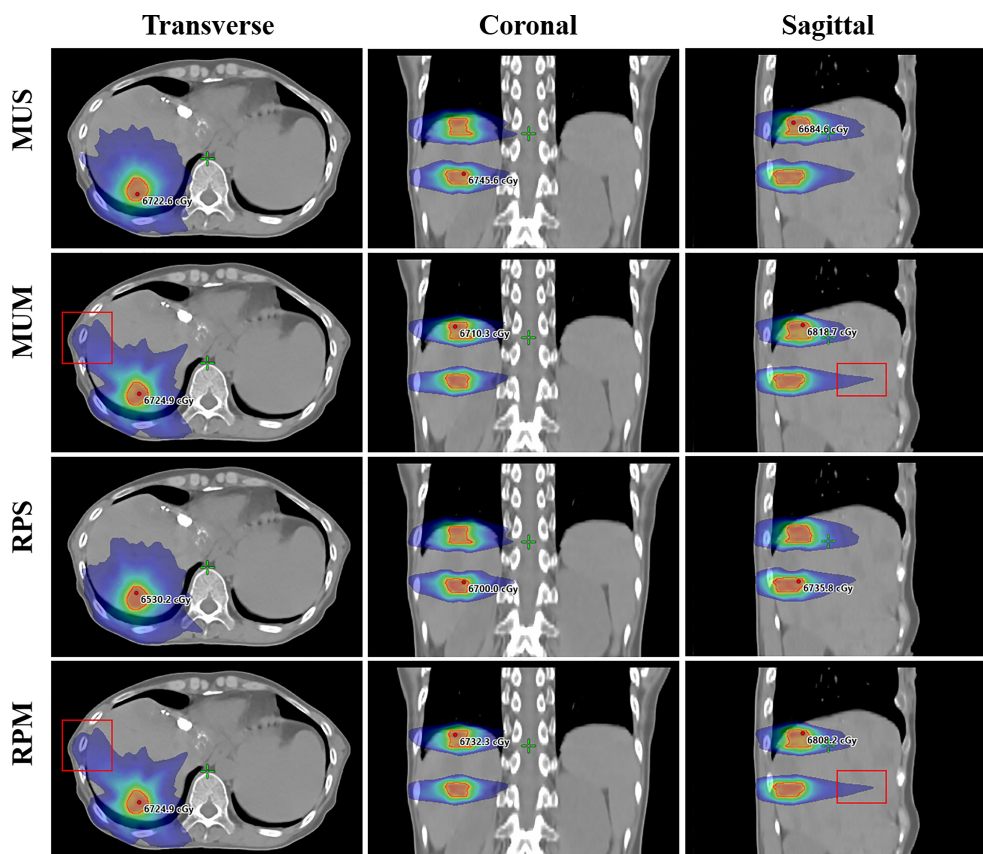 Transverse Coronal Sagittal
MUS
6722.6 cGy
6745.6 cGy
6684.6 cGy
MUM
6724.9 cGy
6710.3 cGy
6818.7 cGy
RPS
6530.2 cGy
6700.0 cGy
6735.8 cGy
RPM
6724.9 cGy
6732.3 cGy
6808.2 cGy